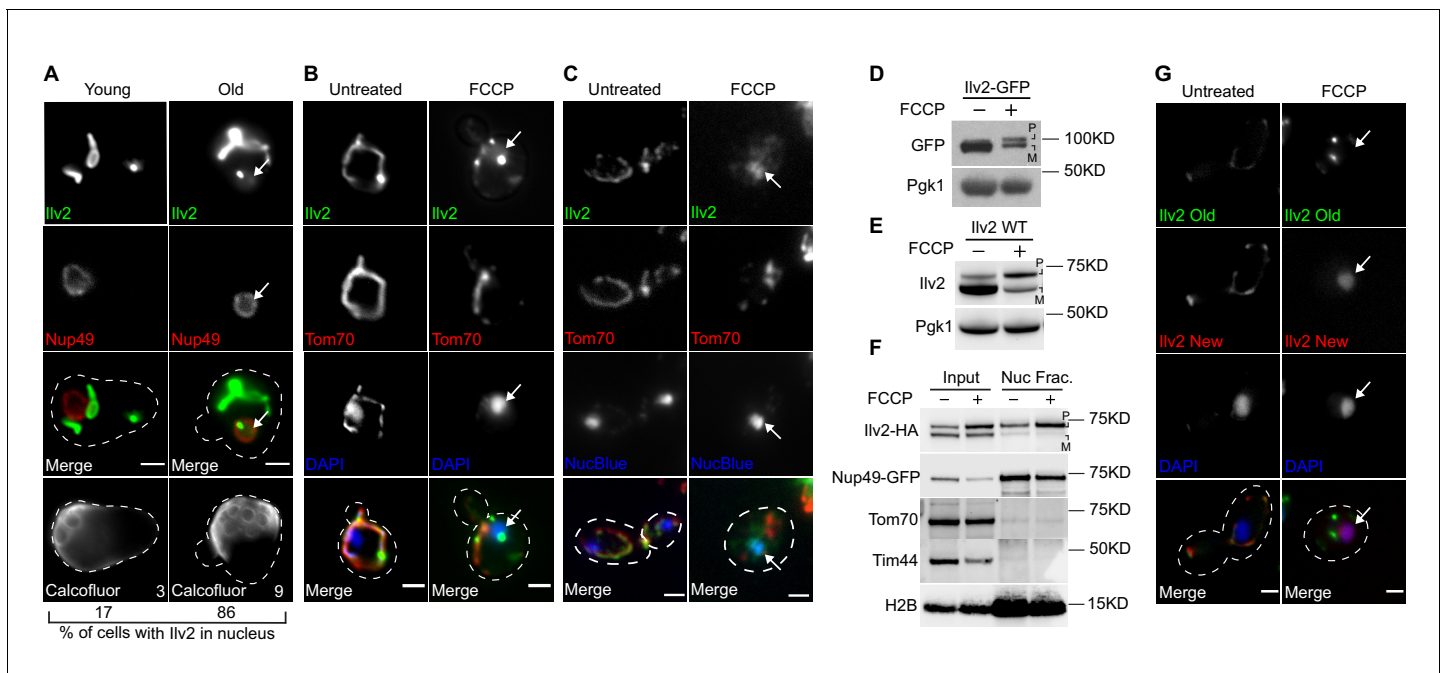 A
Young
Old
Ilv2
Ilv2
Nup49
Nup49
Merge
Merge
Calcofluor 3
Calcofluor 9
17
86
% of cells with Ilv2 in nucleus
B
Untreated
FCCP
Ilv2
Ilv2
Tom70
Tom70
DAPI
DAPI
Merge
Merge
C
Untreated
FCCP
Ilv2
Ilv2
Tom70
Tom70
NucBlue
NucBlue
Merge
Merge
D
Ilv2-GFP
FCCP − +
GFP
P
M
100KD
50KD
Pgk1
E
Ilv2 WT
FCCP − +
Ilv2
P
M
75KD
50KD
Pgk1
F
Input Nuc Frac.
FCCP − + − +
Ilv2-HA
P
M
75KD
Nup49-GFP
75KD
Tom70
75KD
Tim44
50KD
H2B
15KD
G
Untreated
FCCP
Ilv2 Old
Ilv2 Old
Ilv2 New
Ilv2 New
DAPI
DAPI
Merge
Merge